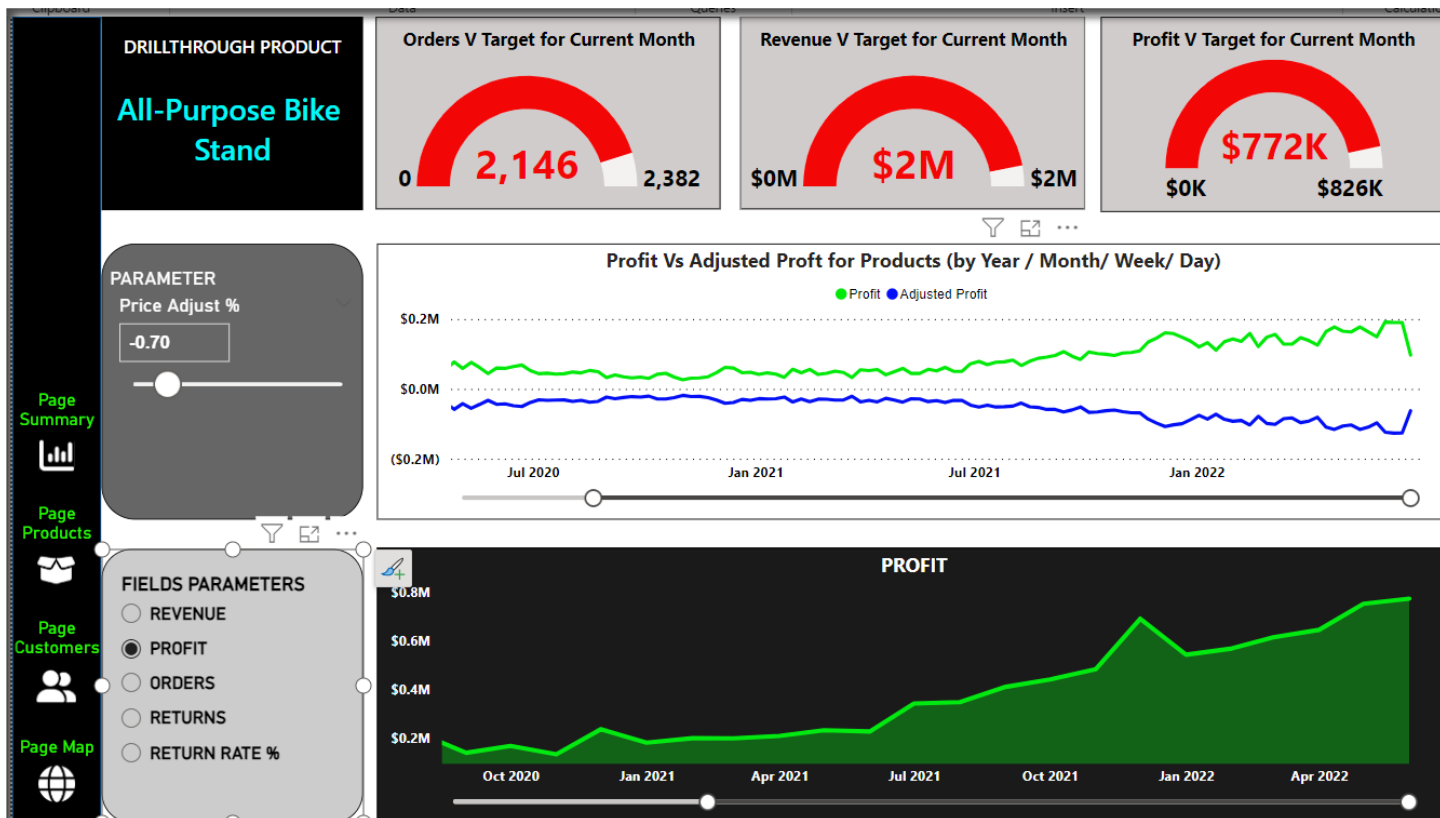 Clipboard
Data
Queries
Insert
DRILLTHROUGH PRODUCT
All-Purpose Bike
Stand
Orders V Target for Current Month
2,146
0
2,382
Revenue V Target for Current Month
$2M
$0M
$2M
Profit V Target for Current Month
$772K
$0K
$826K
PARAMETER
Price Adjust %
-0.70
Profit Vs Adjusted Proft for Products (by Year / Month/ Week/ Day)
Profit
Adjusted Profit
$0.2M
$0.0M
($0.2M)
Jul 2020
Jan 2021
Jul 2021
Jan 2022
Page
Summary
Page
Products
Page
Customers
Page Map
FIELDS PARAMETERS
REVENUE
PROFIT
ORDERS
RETURNS
RETURN RATE %
PROFIT
$0.8M
$0.6M
$0.4M
$0.2M
Oct 2020
Jan 2021
Apr 2021
Jul 2021
Oct 2021
Jan 2022
Apr 2022